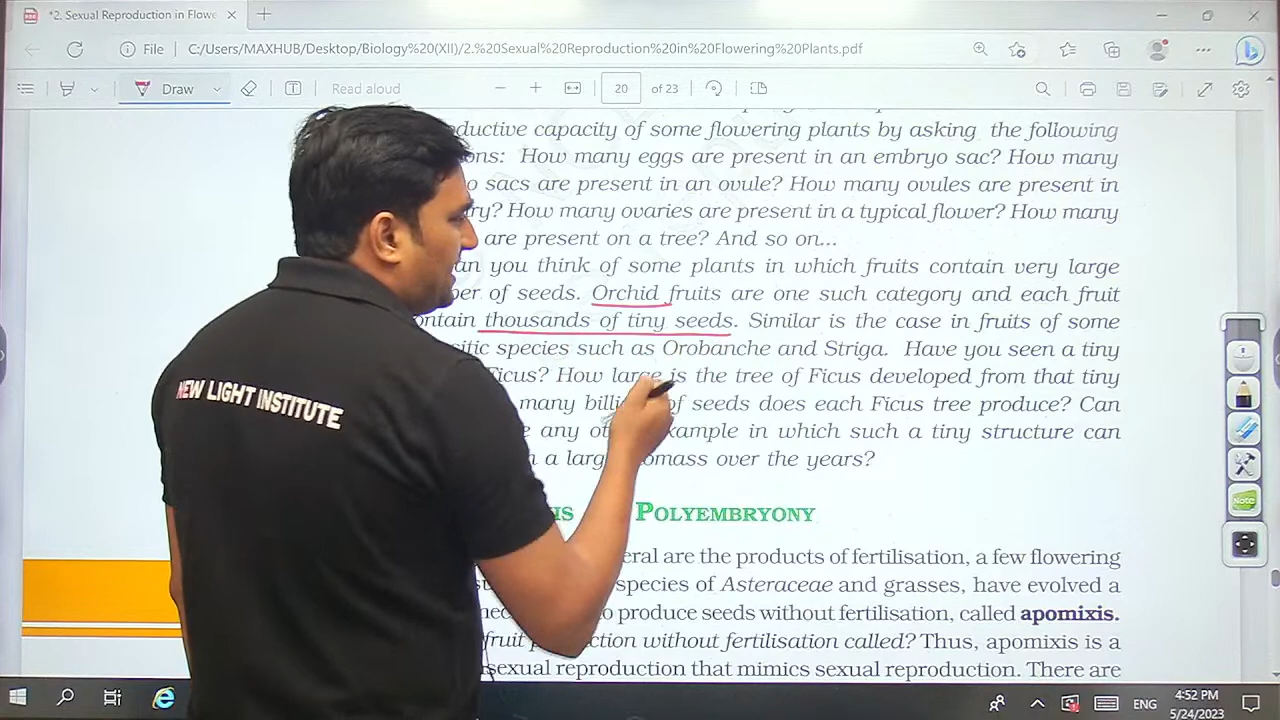 *2. Sexual Reproduction in Flowe
File C:/Users/MAXHUB/Desktop/Biology%20(XII)/2.%20Sexual%20Reproduction%20in%20Flowering%20Plants.pdf
Draw Read aloud 20 of 23
ductive capacity of some flowering plants by asking the following
ons: How many eggs are present in an embryo sac? How many
o sacs are present in an ovule? How many ovules are present in
ry? How many ovaries are present in a typical flower? How many
are present on a tree? And so on...
an you think of some plants in which fruits contain very large
ber of seeds. Orchid fruits are one such category and each fruit
ontain thousands of tiny seeds. Similar is the case in fruits of some
sitic species such as Orobanche and Striga. Have you seen a tiny
Ficus? How large is the tree of Ficus developed from that tiny
many billi of seeds does each Ficus tree produce? Can
e any ot example in which such a tiny structure can
a larg omass over the years?
IS POLYEMBRYONY
eral are the products of fertilisation, a few flowering
species of Asteraceae and grasses, have evolved a
o produce seeds without fertilisation, called apomixis.
fruit p ction without fertilisation called? Thus, apomixis is a
sexual reproduction that mimics sexual reproduction. There are
NEW LIGHT INSTITUTE
Note
ENG
4:52 PM
5/24/2023